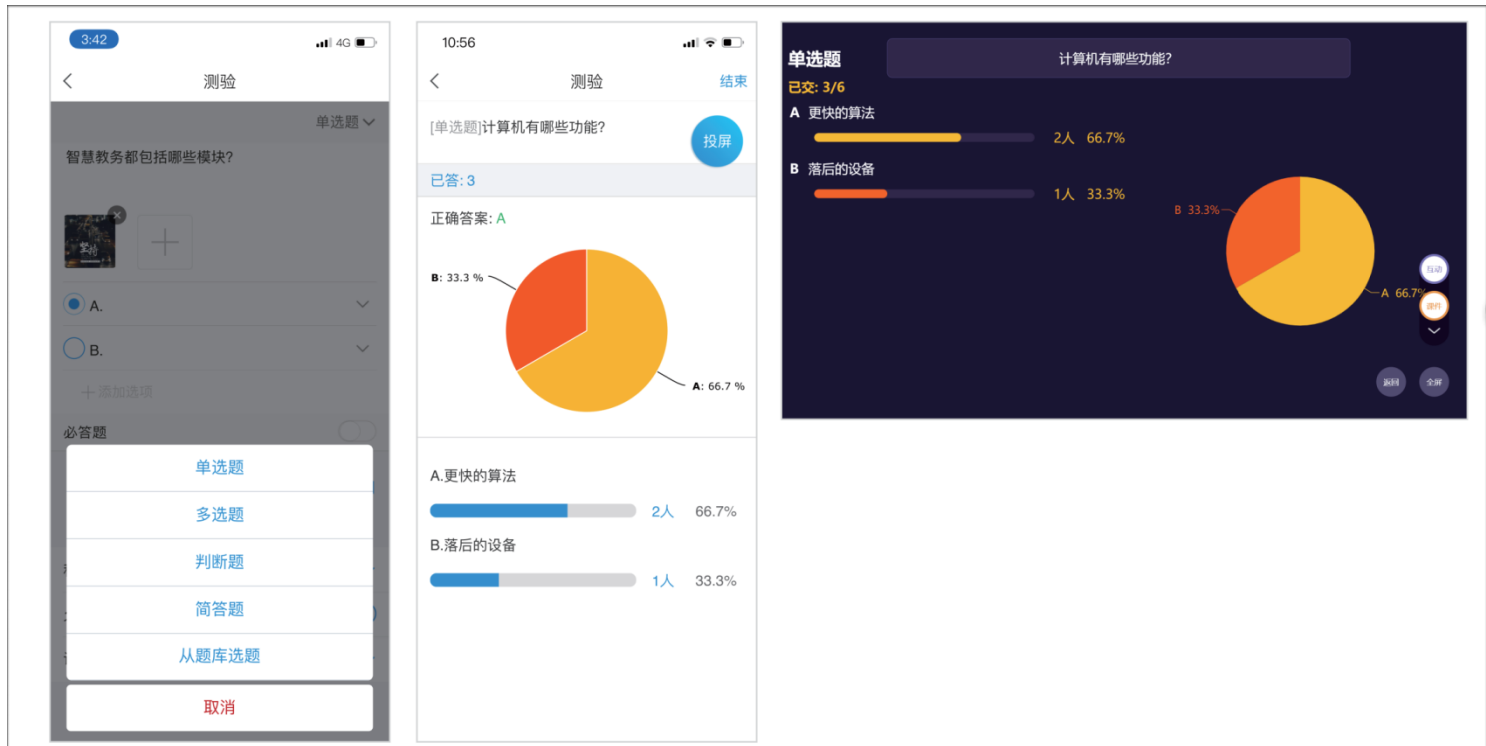 3:42
4G
测验
单选题
智慧教务都包括哪些模块?
坚持
A.
B.
添加选项
必答题
单选题
多选题
判断题
简答题
从题库选题
取消
10:56
测验
结束
[单选题]计算机有哪些功能?
投屏
已答: 3
正确答案: A
B: 33.3 %
A: 66.7 %
A.更快的算法
2人 66.7%
B.落后的设备
1人 33.3%
单选题
计算机有哪些功能?
已交: 3/6
A 更快的算法
2人 66.7%
B 落后的设备
1人 33.3%
B 33.3%
互动
A 66.7%
课件
返回
全屏